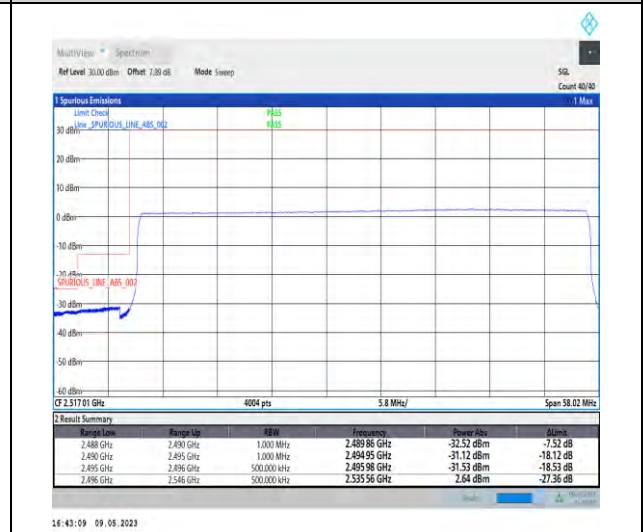 MultiView Spectrum
Ref Level 30.00 dBm Offset 7.89 dB Mode Sweep SGL
Count 40/40
1 Spurious Emissions 1 Max
Limit Check PASS
30 dBm Line _SPURIOUS_LINE_ABS_002 PASS
20 dBm
10 dBm
0 dBm
-10 dBm
-20 dBm
SPURIOUS_LINE_ABS_002
-30 dBm
-40 dBm
-50 dBm
-60 dBm
CF 2.517 01 GHz 4004 pts 5.8 MHz/ Span 58.02 MHz
2 Result Summary
Range Low Range Up RBW Frequency Power Abs ΔLimit
2.488 GHz 2.490 GHz 1.000 MHz 2.489 86 GHz -32.52 dBm -7.52 dB
2.490 GHz 2.495 GHz 1.000 MHz 2.494 95 GHz -31.12 dBm -18.12 dB
2.495 GHz 2.496 GHz 500.000 kHz 2.495 98 GHz -31.53 dBm -18.53 dB
2.496 GHz 2.546 GHz 500.000 kHz 2.535 56 GHz 2.64 dBm -27.36 dB
16:43:09 09.05.2023